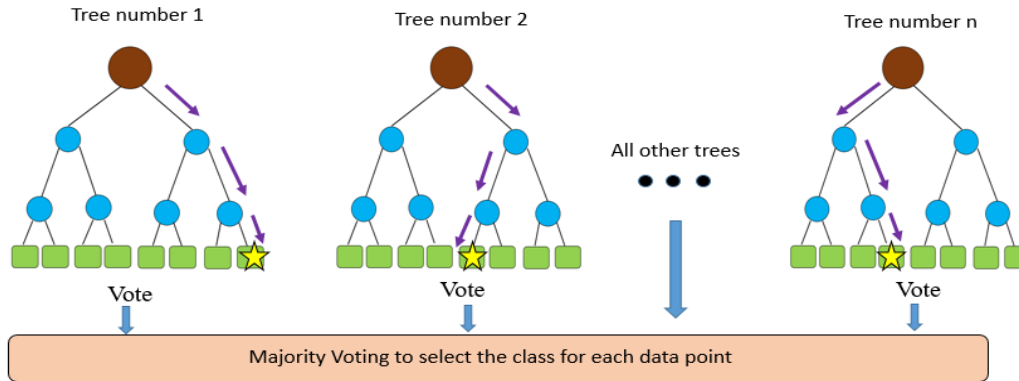 Tree number 1
Tree number 2
Tree number n
All other trees
Vote
Vote
Vote
Majority Voting to select the class for each data point